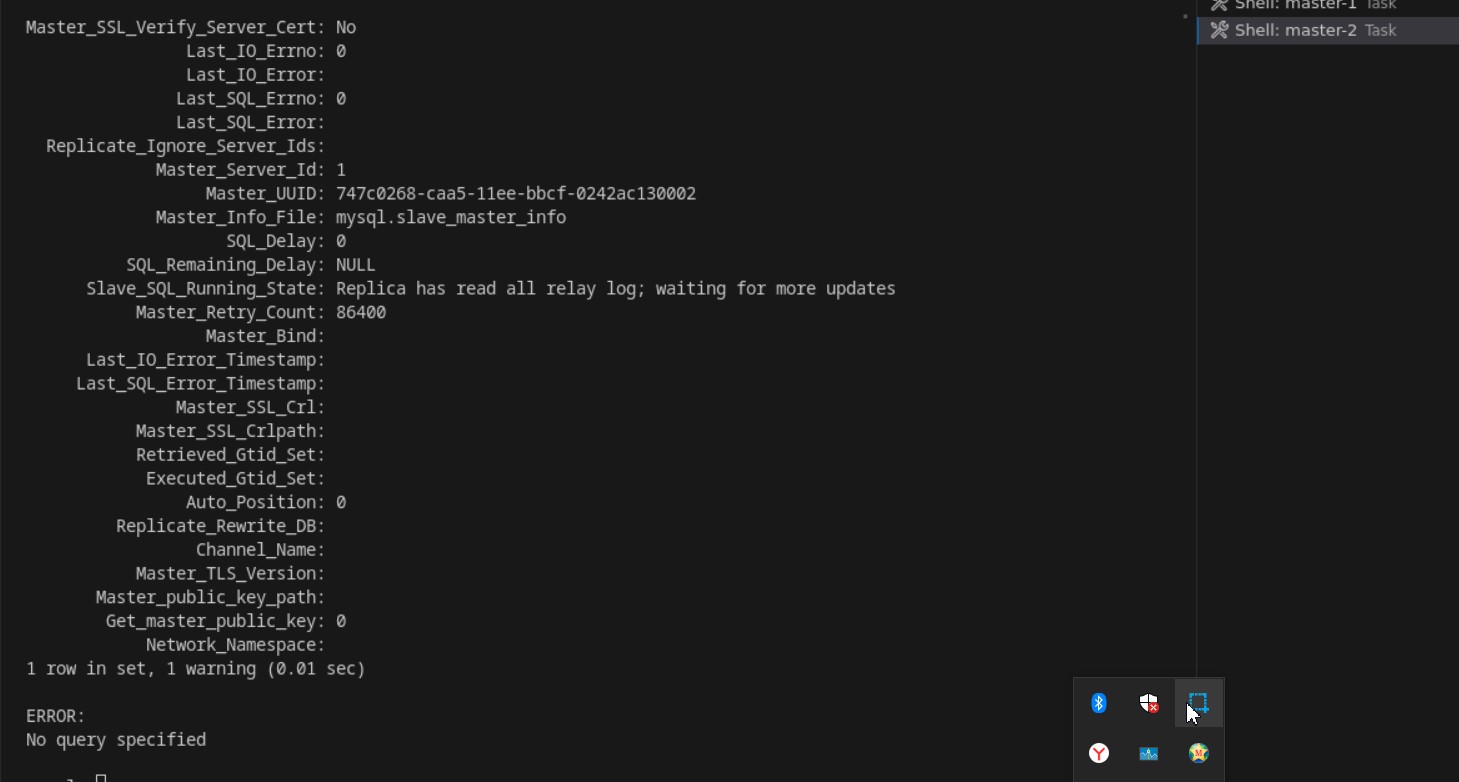 Master_SSL_Verify_Server_Cert: No
Last_IO_Errno: 0
Last_IO_Error:
Last_SQL_Errno: 0
Last_SQL_Error:
Replicate_Ignore_Server_Ids:
Master_Server_Id: 1
Master_UUID: 747c0268-caa5-11ee-bbcf-0242ac130002
Master_Info_File: mysql.slave_master_info
SQL_Delay: 0
SQL_Remaining_Delay: NULL
Slave_SQL_Running_State: Replica has read all relay log; waiting for more updates
Master_Retry_Count: 86400
Master_Bind:
Last_IO_Error_Timestamp:
Last_SQL_Error_Timestamp:
Master_SSL_Crl:
Master_SSL_Crlpath:
Retrieved_Gtid_Set:
Executed_Gtid_Set:
Auto_Position: 0
Replicate_Rewrite_DB:
Channel_Name:
Master_TLS_Version:
Master_public_key_path:
Get_master_public_key: 0
Network_Namespace:
1 row in set, 1 warning (0.01 sec)
ERROR:
No query specified
Shell: master-1 Task
Shell: master-2 Task